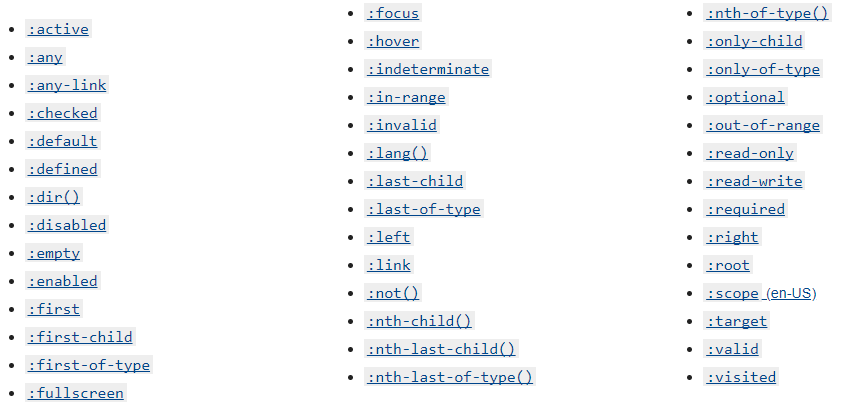 :active
:any
:any-link
:checked
:default
:defined
:dir()
:disabled
:empty
:enabled
:first
:first-child
:first-of-type
:fullscreen
:focus
:hover
:indeterminate
:in-range
:invalid
:lang()
:last-child
:last-of-type
:left
:link
:not()
:nth-child()
:nth-last-child()
:nth-last-of-type()
:nth-of-type()
:only-child
:only-of-type
:optional
:out-of-range
:read-only
:read-write
:required
:right
:root
:scope (en-US)
:target
:valid
:visited